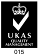 UKAS
QUALITY
MANAGEMENT
015